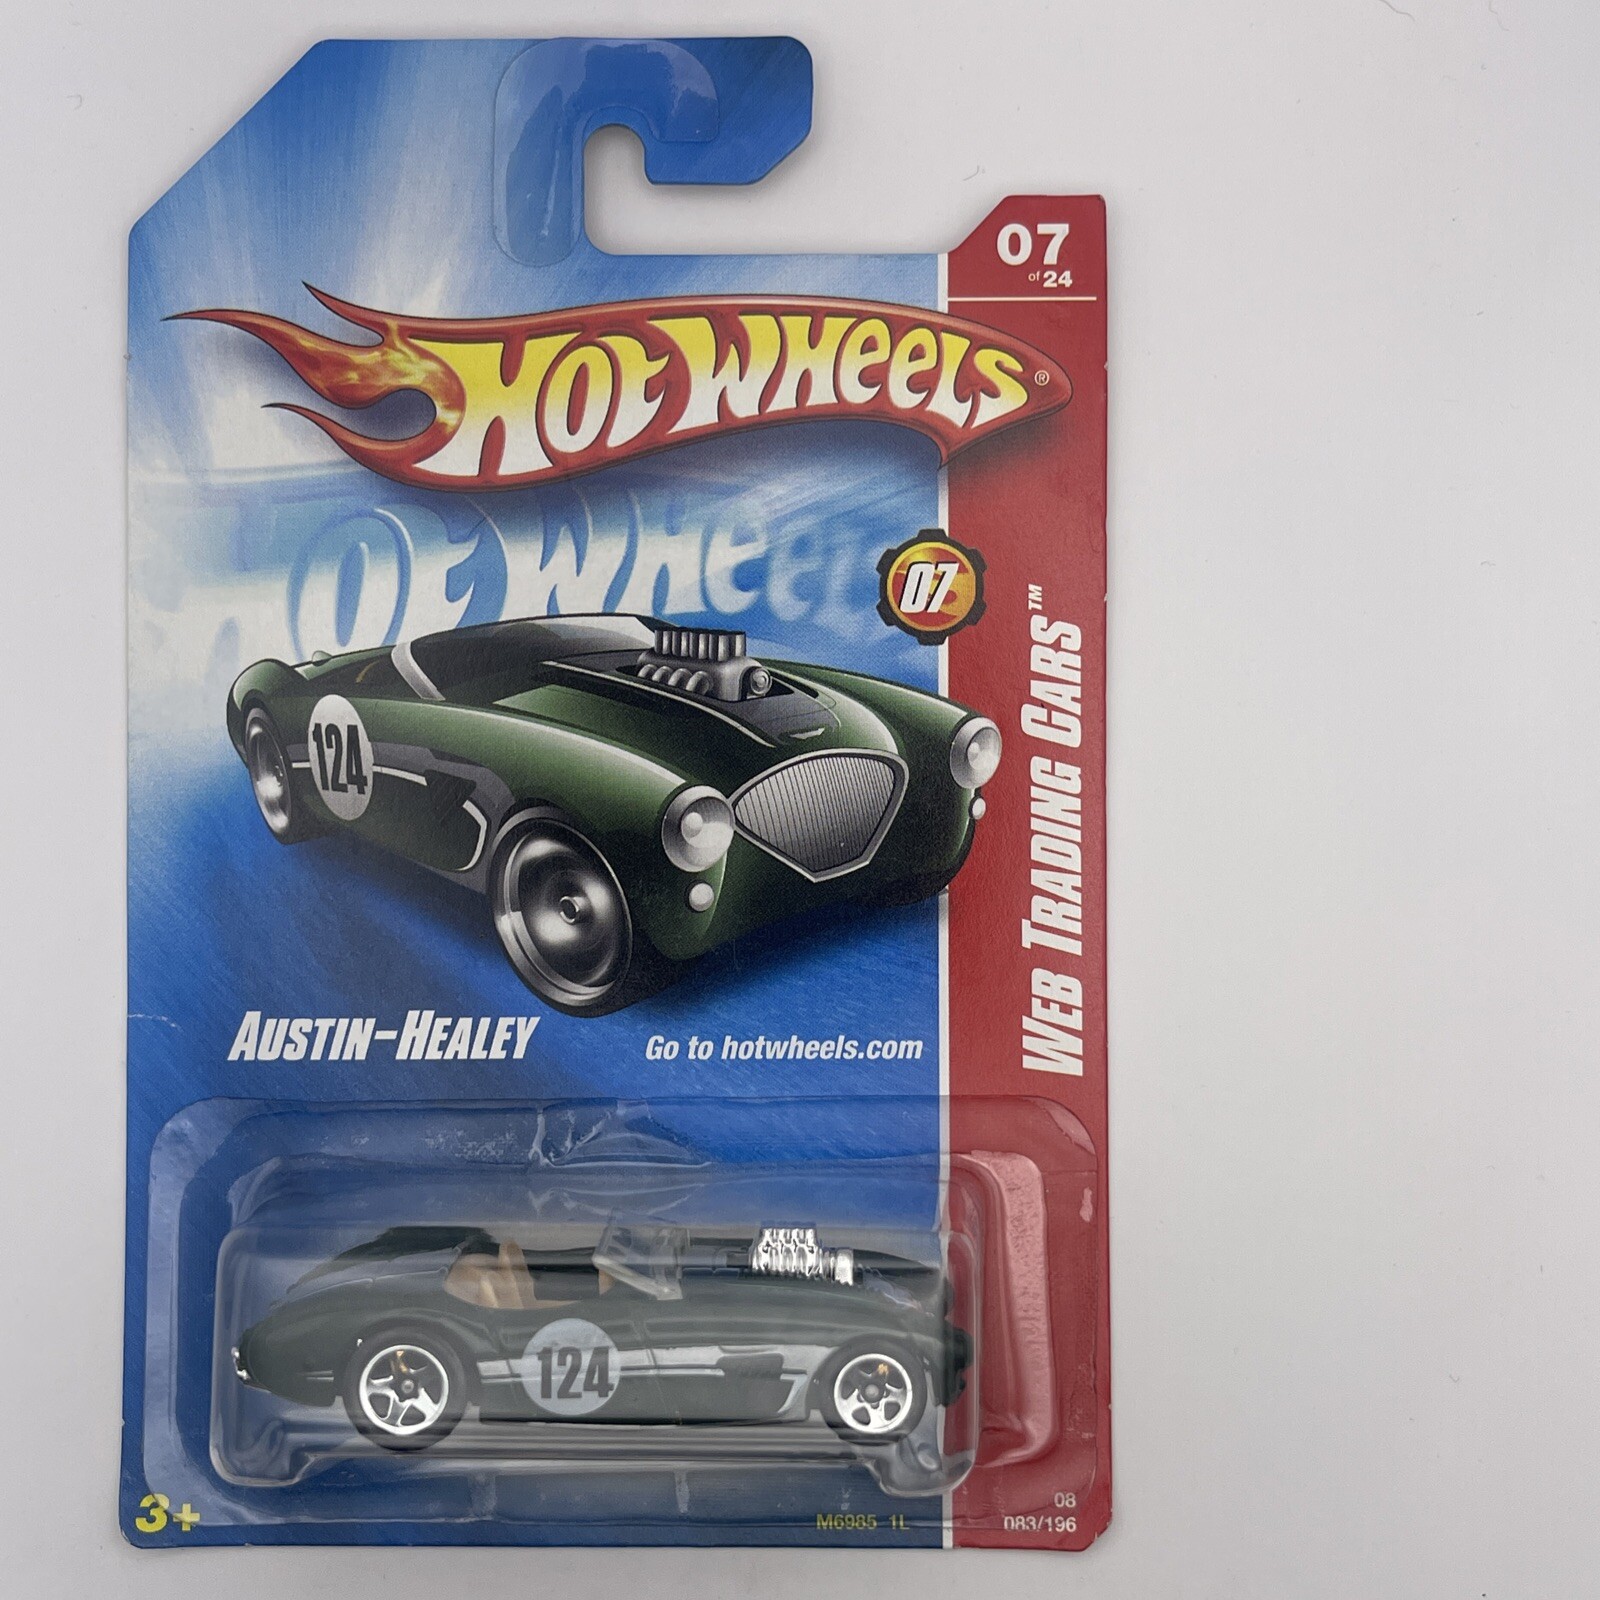 07
of 24
HOT WHEELS®
HOT WHEEL
07
WEB TRADING CARS™
124
AUSTIN-HEALEY
Go to hotwheels.com
124
3+
M6985 1L
08
083/196